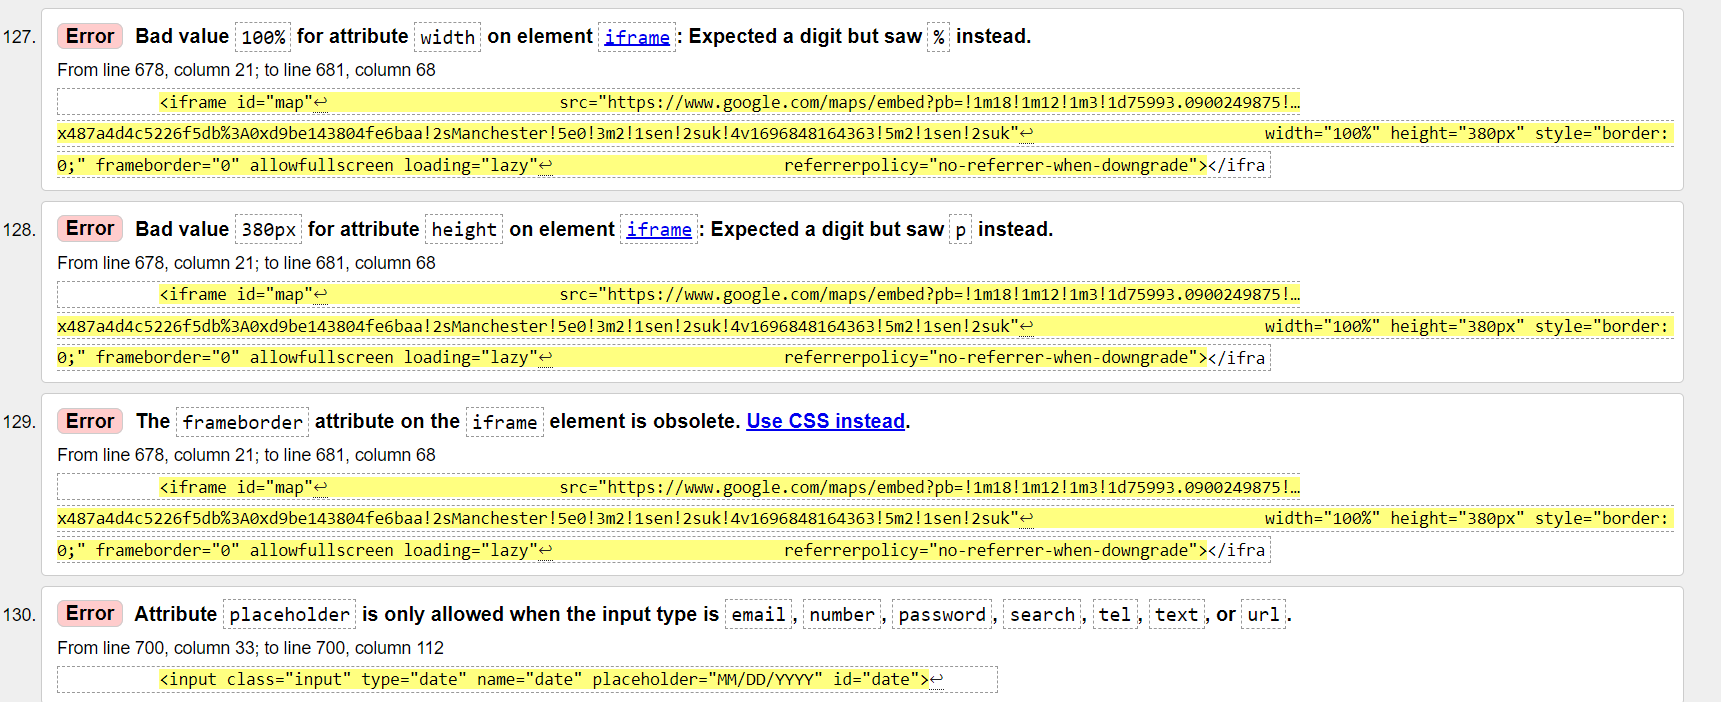 127. Error Bad value 100% for attribute width on element iframe: Expected a digit but saw % instead.
From line 678, column 21; to line 681, column 68
<iframe id="map"↩ src="https://www.google.com/maps/embed?pb=!1m18!1m12!1m3!1d75993.0900249875!…
x487a4d4c5226f5db%3A0xd9be143804fe6baa!2sManchester!5e0!3m2!1sen!2suk!4v1696848164363!5m2!1sen!2suk"↩ width="100%" height="380px" style="border:
0;" frameborder="0" allowfullscreen loading="lazy"↩ referrerpolicy="no-referrer-when-downgrade"></ifra
128. Error Bad value 380px for attribute height on element iframe: Expected a digit but saw p instead.
From line 678, column 21; to line 681, column 68
<iframe id="map"↩ src="https://www.google.com/maps/embed?pb=!1m18!1m12!1m3!1d75993.0900249875!…
x487a4d4c5226f5db%3A0xd9be143804fe6baa!2sManchester!5e0!3m2!1sen!2suk!4v1696848164363!5m2!1sen!2suk"↩ width="100%" height="380px" style="border:
0;" frameborder="0" allowfullscreen loading="lazy"↩ referrerpolicy="no-referrer-when-downgrade"></ifra
129. Error The frameborder attribute on the iframe element is obsolete. Use CSS instead.
From line 678, column 21; to line 681, column 68
<iframe id="map"↩ src="https://www.google.com/maps/embed?pb=!1m18!1m12!1m3!1d75993.0900249875!…
x487a4d4c5226f5db%3A0xd9be143804fe6baa!2sManchester!5e0!3m2!1sen!2suk!4v1696848164363!5m2!1sen!2suk"↩ width="100%" height="380px" style="border:
0;" frameborder="0" allowfullscreen loading="lazy"↩ referrerpolicy="no-referrer-when-downgrade"></ifra
130. Error Attribute placeholder is only allowed when the input type is email, number, password, search, tel, text, or url.
From line 700, column 33; to line 700, column 112
<input class="input" type="date" name="date" placeholder="MM/DD/YYYY" id="date">↩